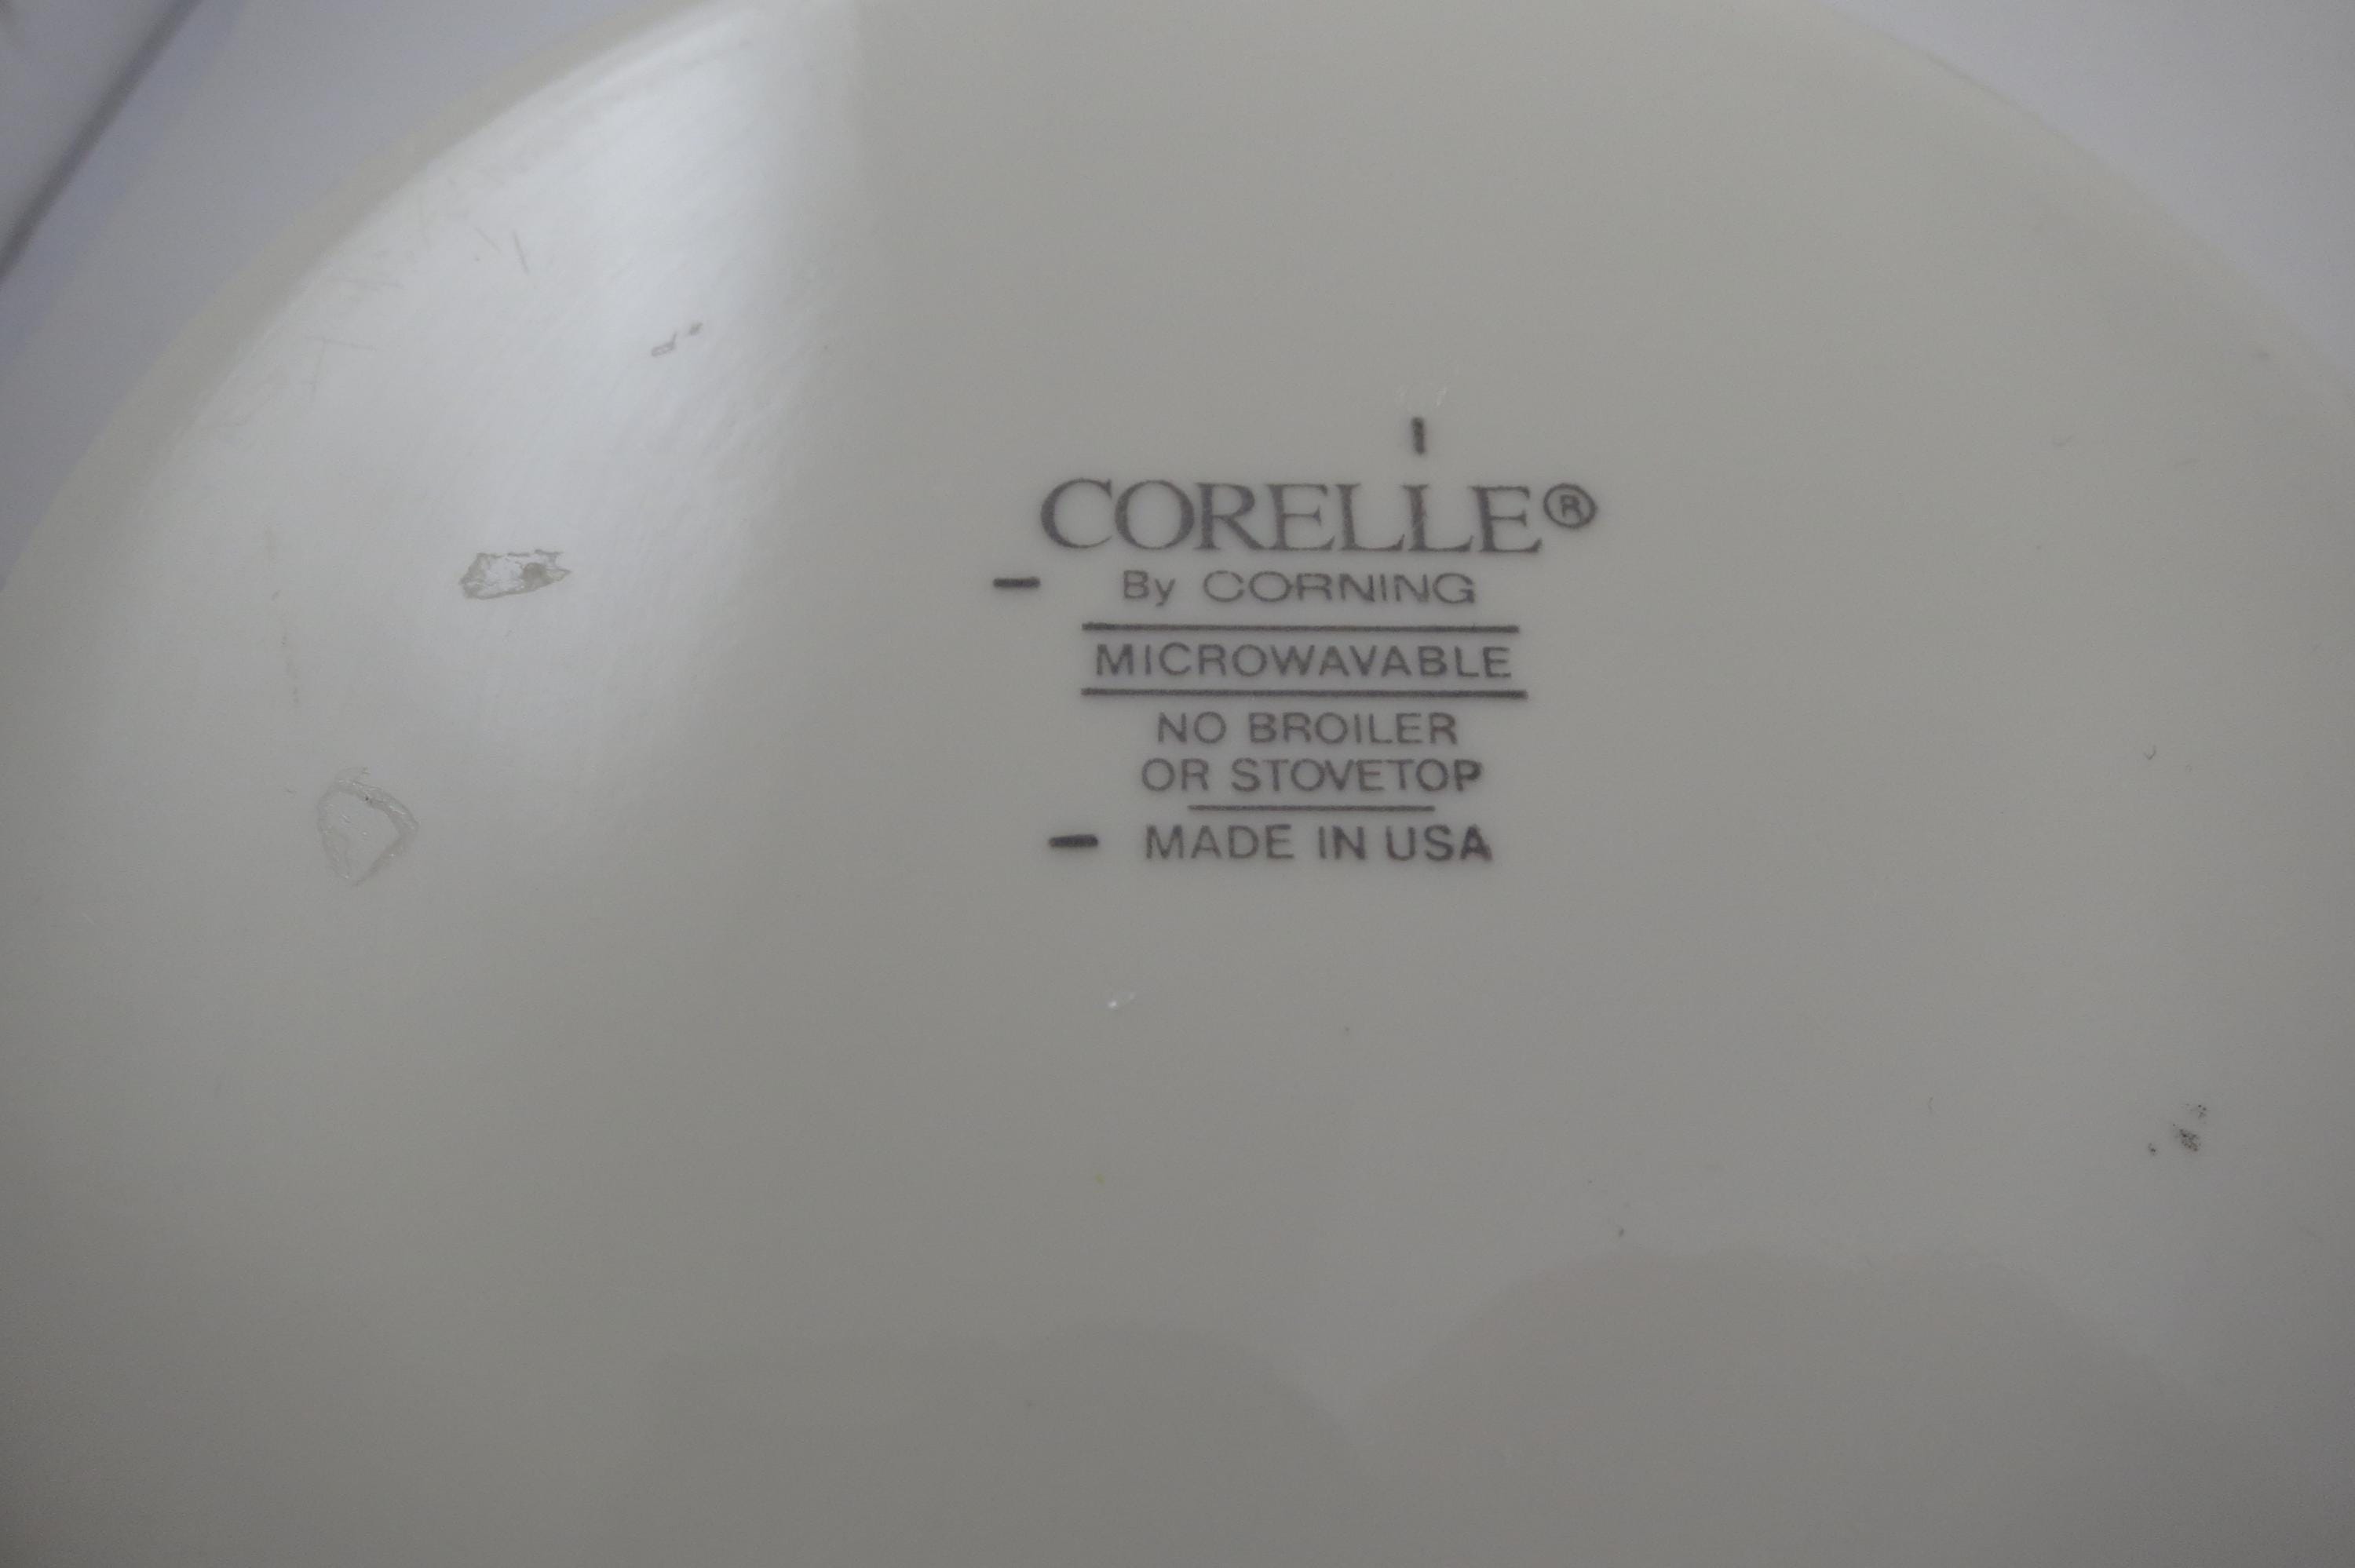 CORELLE®
By CORNING
MICROWAVABLE
NO BROILER
OR STOVETOP
MADE IN USA